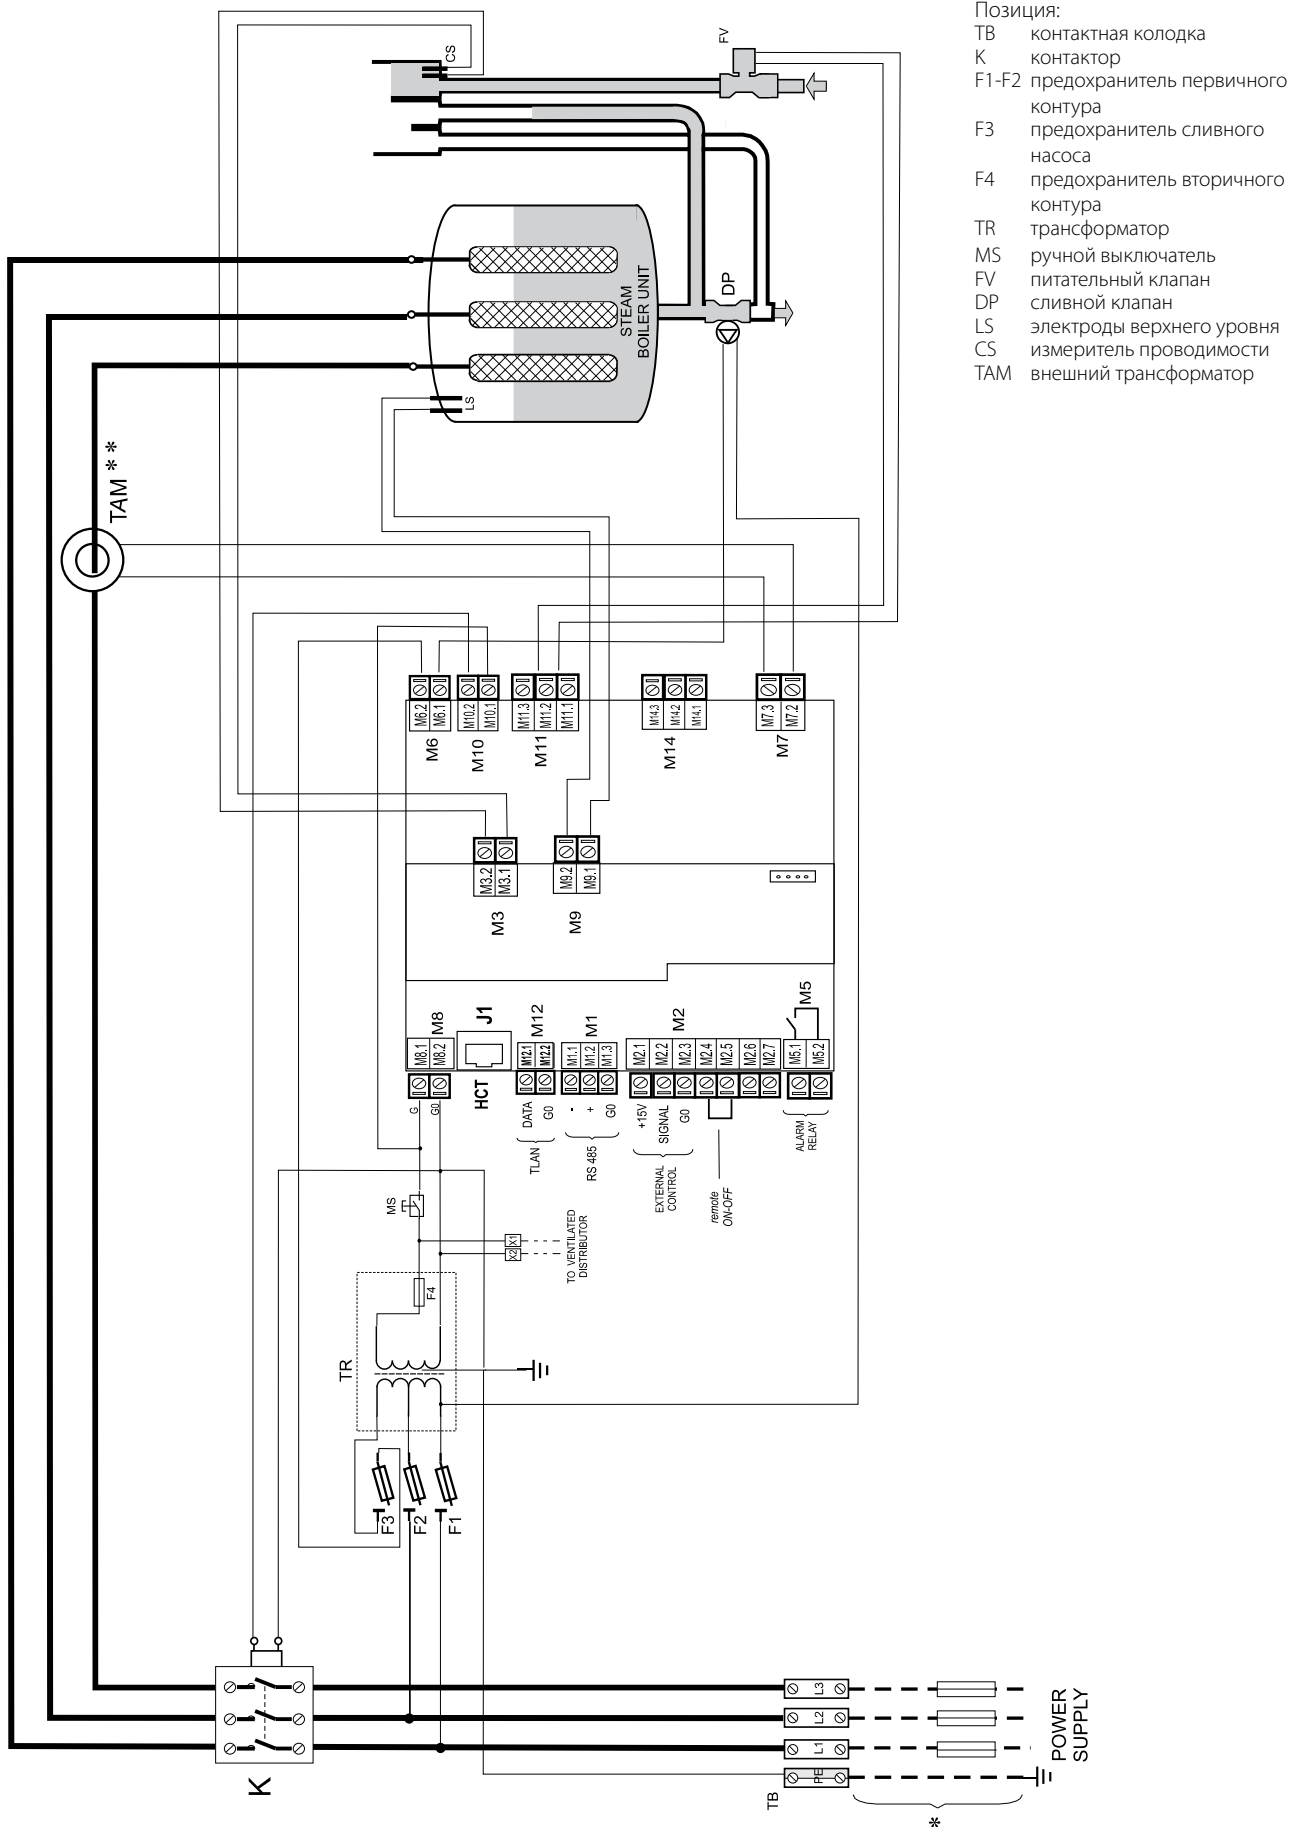 Позиция:
TB контактная колодка
K контактор
F1-F2 предохранитель первичного
контура
F3 предохранитель сливного
насоса
F4 предохранитель вторичного
контура
TR трансформатор
MS ручной выключатель
FV питательный клапан
DP сливной клапан
LS электроды верхнего уровня
CS измеритель проводимости
TAM внешний трансформатор
CS
FV
STEAM
BOILER UNIT
DP
LS
TAM **
M6.2
M6.1
M6
M10.2
M10.1
M10
M11.3
M11.2
M11.1
M11
M14.3
M14.2
M14.1
M14
M7.3
M7.2
M7
M3.2
M3.1
M3
M9.2
M9.1
M9
M8.1
M8.2
M8
G
G0
J1
HCT
M12
M12.1
M12.2
DATA
G0
TLAN
M1
M1.1
M1.2
M1.3
-
+
G0
RS 485
M2
M2.1
M2.2
M2.3
M2.4
M2.5
M2.6
M2.7
+15V
SIGNAL
G0
EXTERNAL
CONTROL
remote
ON-OFF
M5
M5.1
M5.2
ALARM
RELAY
MS
X1
X2
TO VENTILATED
DISTRIBUTOR
F4
TR
F3
F2
F1
K
L3
L2
L1
PE
TB
POWER
SUPPLY
*